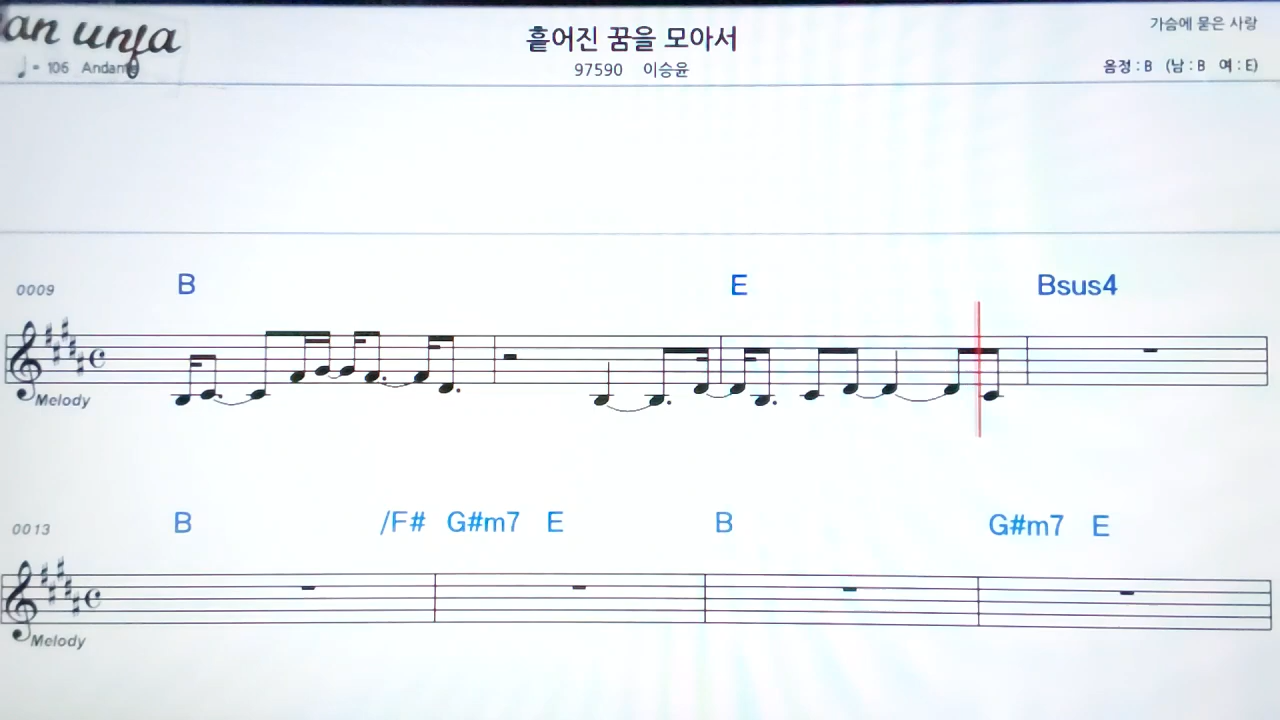 an unja
♩= 106 Andante
흩어진 꿈을 모아서
97590 이승윤
가슴에 묻은 사랑
음정 : B (남 : B 여 : E)
0009 B E Bsus4
Melody
0013 B /F# G#m7 E B G#m7 E
Melody